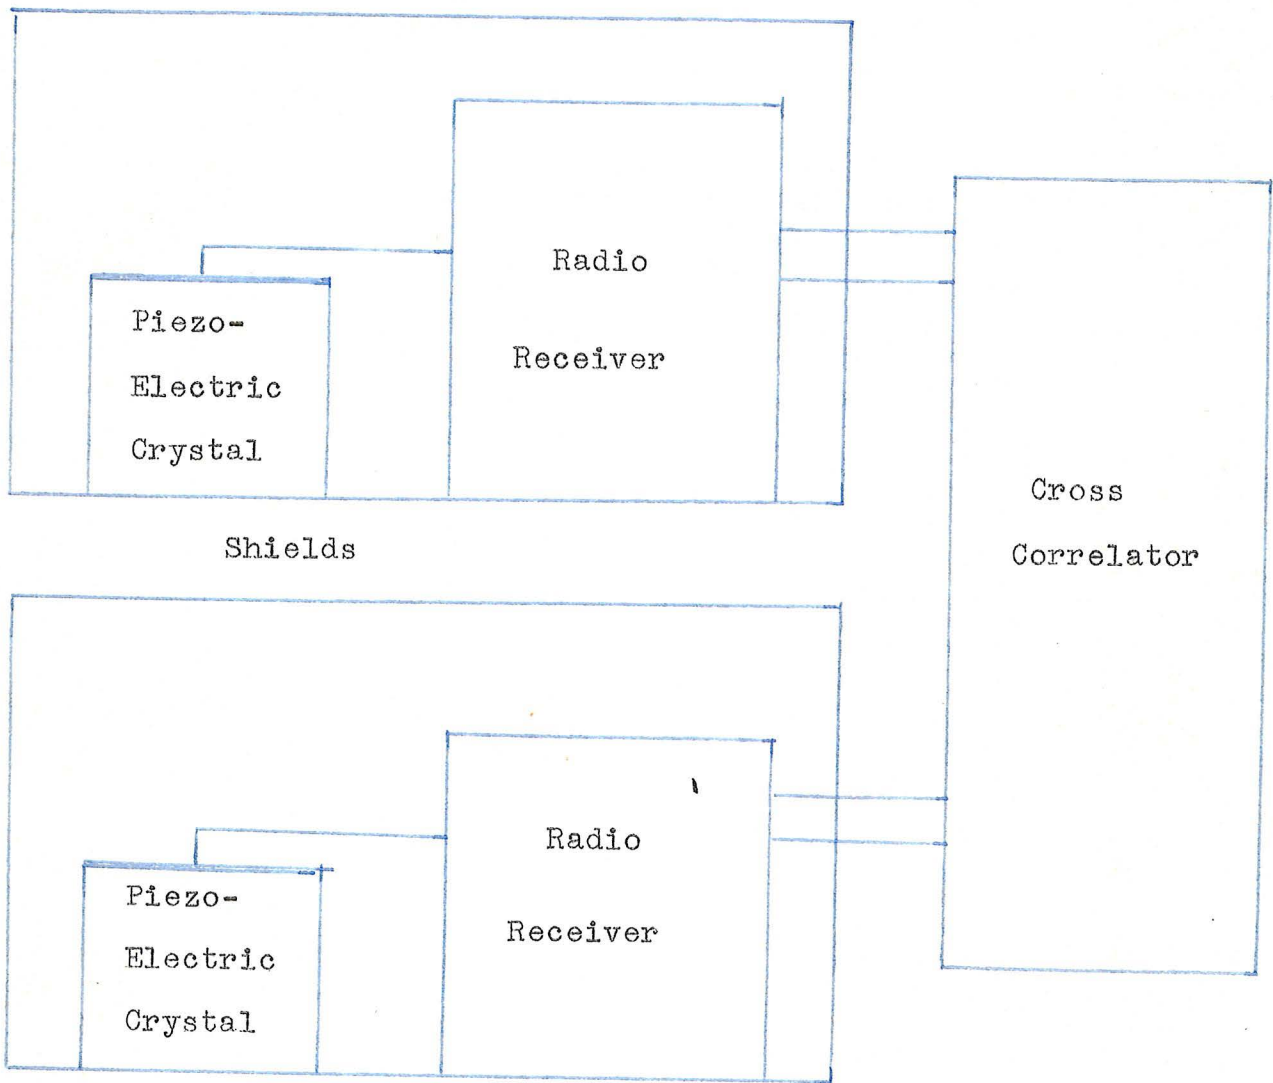 Radio
Receiver
Piezo-
Electric
Crystal
Cross
Correlator
Shields
Radio
Receiver
Piezo-
Electric
Crystal